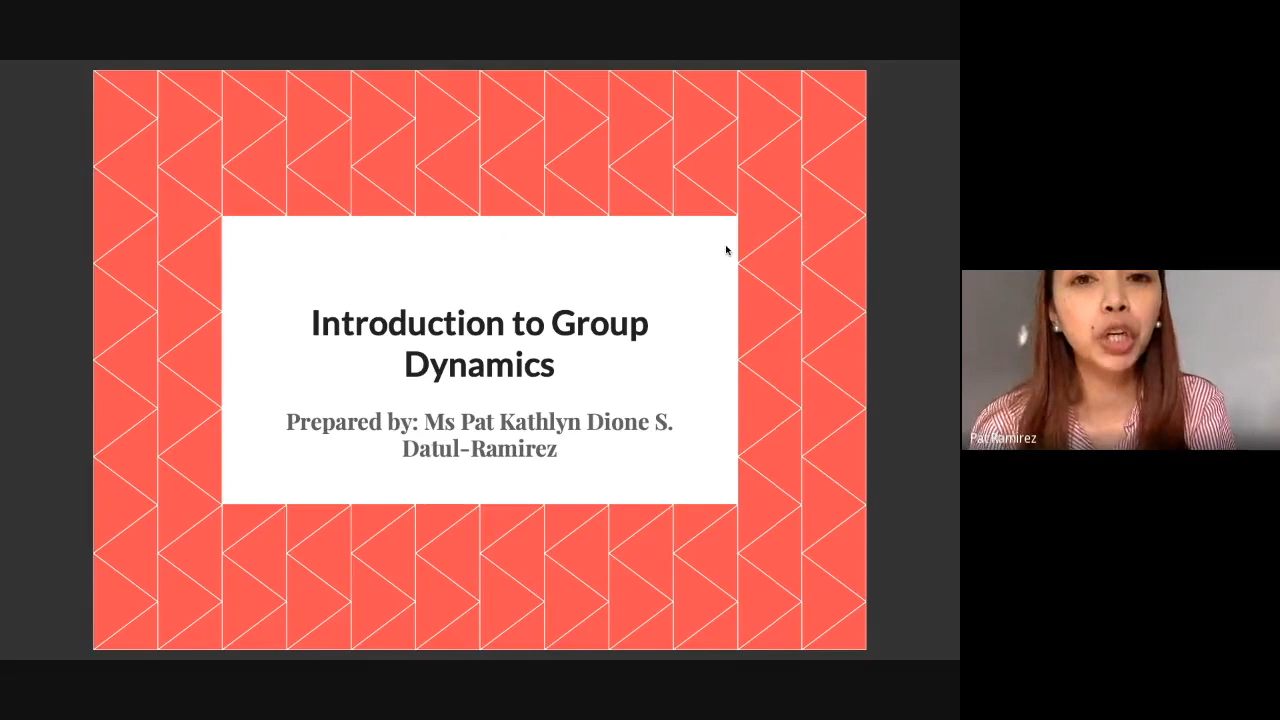 Introduction to Group
Dynamics
Prepared by: Ms Pat Kathlyn Dione S.
Datul-Ramirez
Pat Ramirez